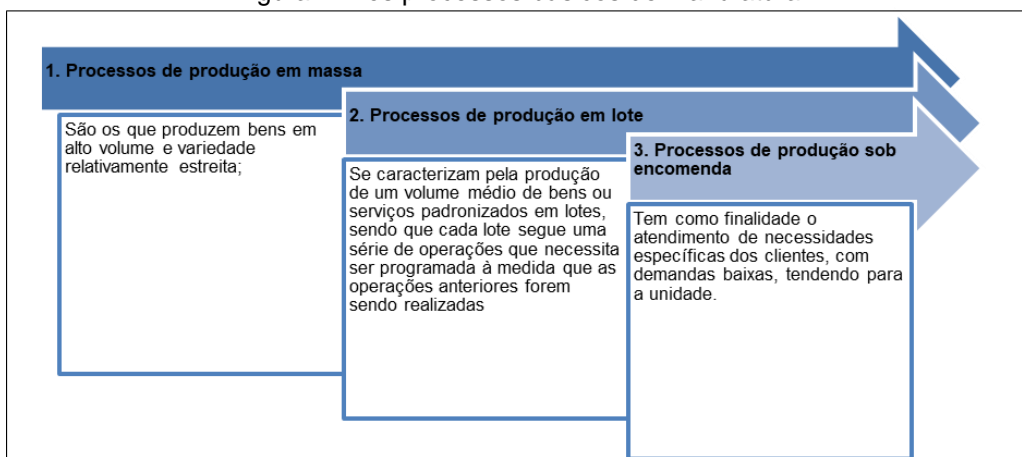 1. Processos de produção em massa
São os que produzem bens em
alto volume e variedade
relativamente estreita;
2. Processos de produção em lote
Se caracterizam pela produção
de um volume médio de bens ou
serviços padronizados em lotes,
sendo que cada lote segue uma
série de operações que necessita
ser programada à medida que as
operações anteriores forem
sendo realizadas
3. Processos de produção sob
encomenda
Tem como finalidade o
atendimento de necessidades
específicas dos clientes, com
demandas baixas, tendendo para
a unidade.